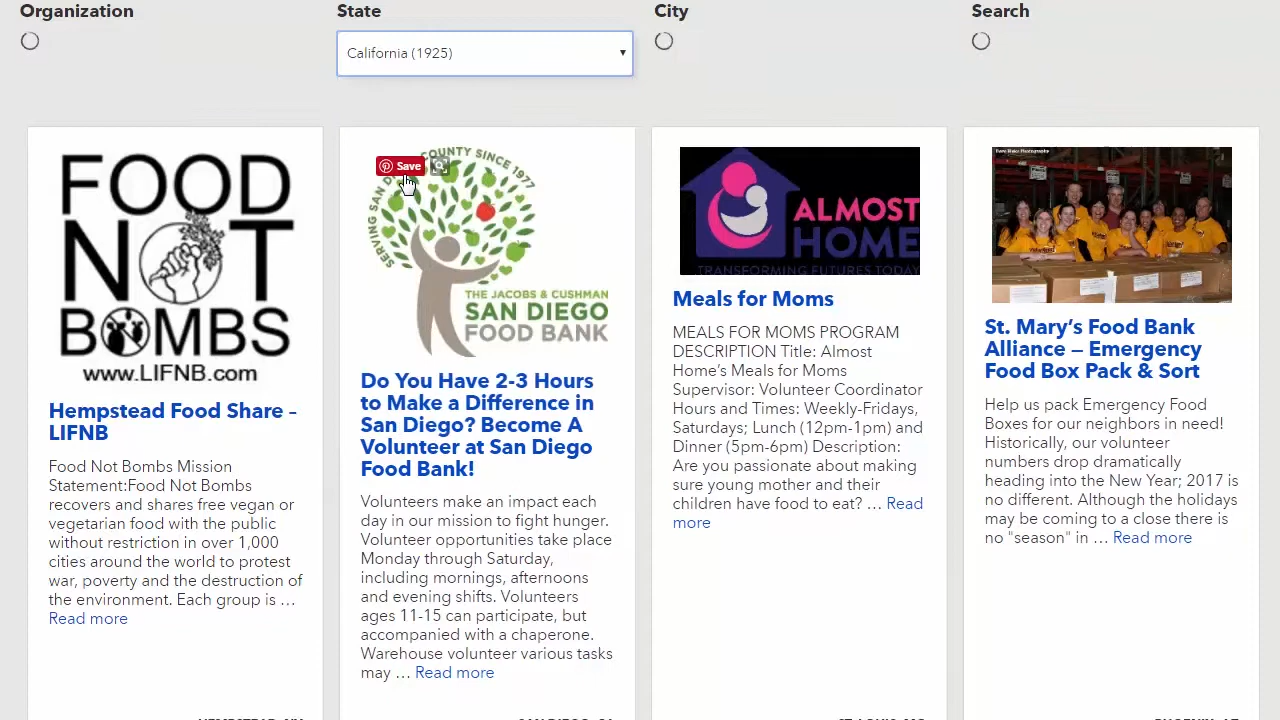 Organization
State
City
Search
California (1925)
FOOD
NOT
BOMBS
www.LIFNB.com
Hempstead Food Share –
LIFNB
Food Not Bombs Mission
Statement:Food Not Bombs
recovers and shares free vegan or
vegetarian food with the public
without restriction in over 1,000
cities around the world to protest
war, poverty and the destruction of
the environment. Each group is …
Read more
Save
SERVING SAN D
COUNTY SINCE 1977
THE JACOBS & CUSHMAN
SAN DIEGO
FOOD BANK
Do You Have 2-3 Hours
to Make a Difference in
San Diego? Become A
Volunteer at San Diego
Food Bank!
Volunteers make an impact each
day in our mission to fight hunger.
Volunteer opportunities take place
Monday through Saturday,
including mornings, afternoons
and evening shifts. Volunteers
ages 11-15 can participate, but
accompanied with a chaperone.
Warehouse volunteer various tasks
may … Read more
ALMOST
HOME
TRANSFORMING FUTURES TODAY
Meals for Moms
MEALS FOR MOMS PROGRAM
DESCRIPTION Title: Almost
Home's Meals for Moms
Supervisor: Volunteer Coordinator
Hours and Times: Weekly-Fridays,
Saturdays; Lunch (12pm-1pm) and
Dinner (5pm-6pm) Description:
Are you passionate about making
sure young mother and their
children have food to eat? … Read
more
St. Mary's Food Bank
Alliance – Emergency
Food Box Pack & Sort
Help us pack Emergency Food
Boxes for our neighbors in need!
Historically, our volunteer
numbers drop dramatically
heading into the New Year; 2017 is
no different. Although the holidays
may be coming to a close there is
no "season" in … Read more